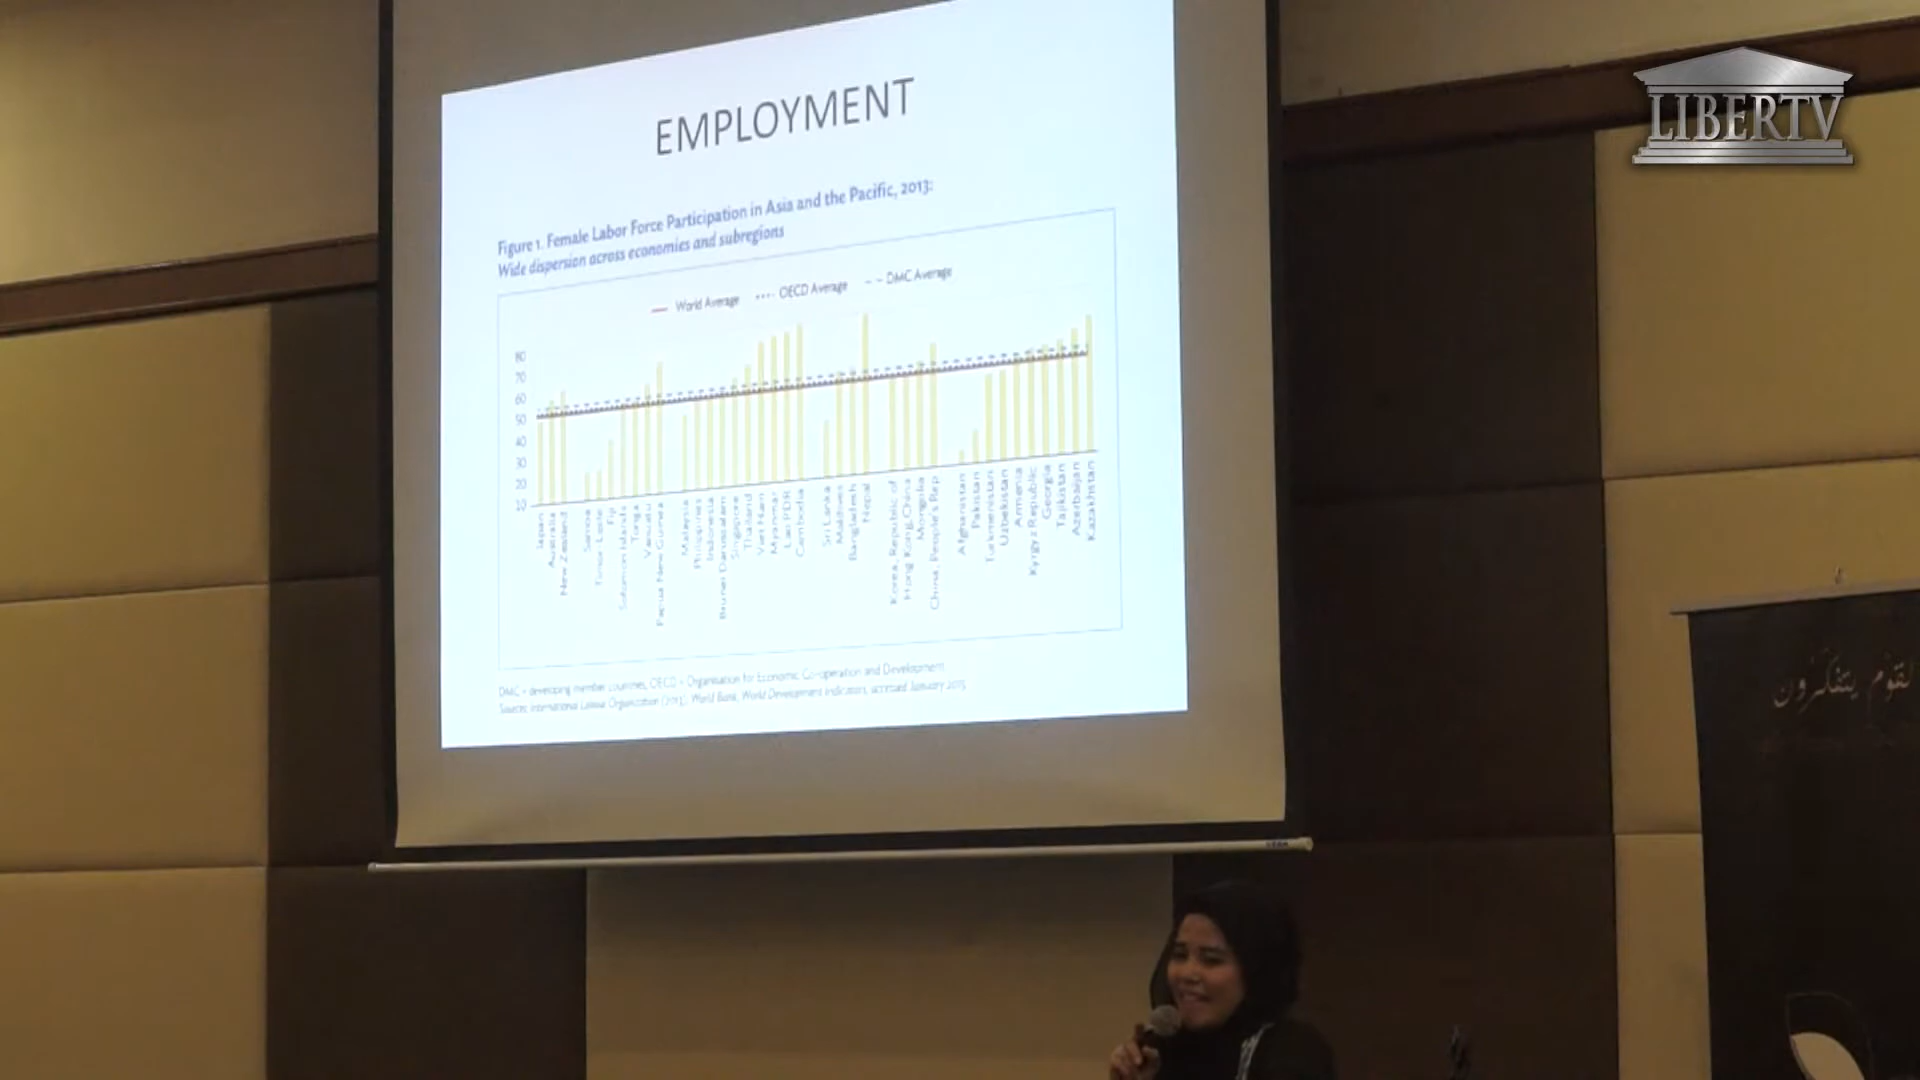 LIBERTV
EMPLOYMENT
Figure 1. Female Labor Force Participation in Asia and the Pacific, 2013:
Wide dispersion across economies and subregions
World Average
OECD Average
DMC Average
80
70
60
50
40
30
20
10
Japan
Australia
New Zealand
Samoa
Timor-Leste
Fiji
Solomon Islands
Tonga
Vanuatu
Papua New Guinea
Malaysia
Philippines
Indonesia
Brunei Darussalam
Singapore
Thailand
Viet Nam
Myanmar
Lao PDR
Cambodia
Sri Lanka
Maldives
Bangladesh
Nepal
Korea, Republic of
Hong Kong, China
Mongolia
China, People's Rep
Afghanistan
Pakistan
Turkmenistan
Uzbekistan
Armenia
Kyrgyz Republic
Georgia
Tajikistan
Azerbaijan
Kazakhstan
DMC = developing member countries, OECD = Organisation for Economic Co-operation and Development
Sources: International Labour Organization (2013); World Bank, World Development Indicators, accessed January 2015
لقوم يتفكرون